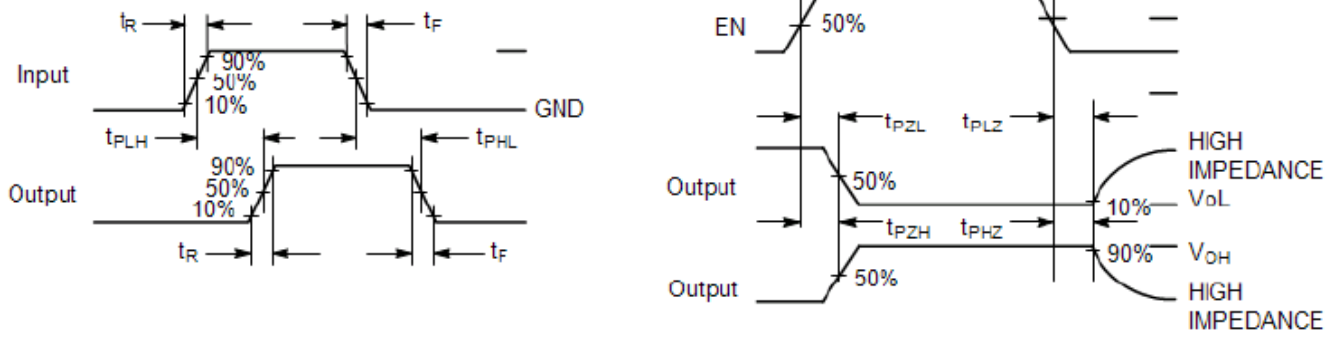 tR
tF
Input
90%
50%
10%
GND
tPLH
tPHL
Output
90%
50%
10%
tR
tF
EN
50%
tPZL
tPLZ
HIGH
IMPEDANCE
Output
50%
10%
VOL
tPZH
tPHZ
90%
VOH
Output
50%
HIGH
IMPEDANCE